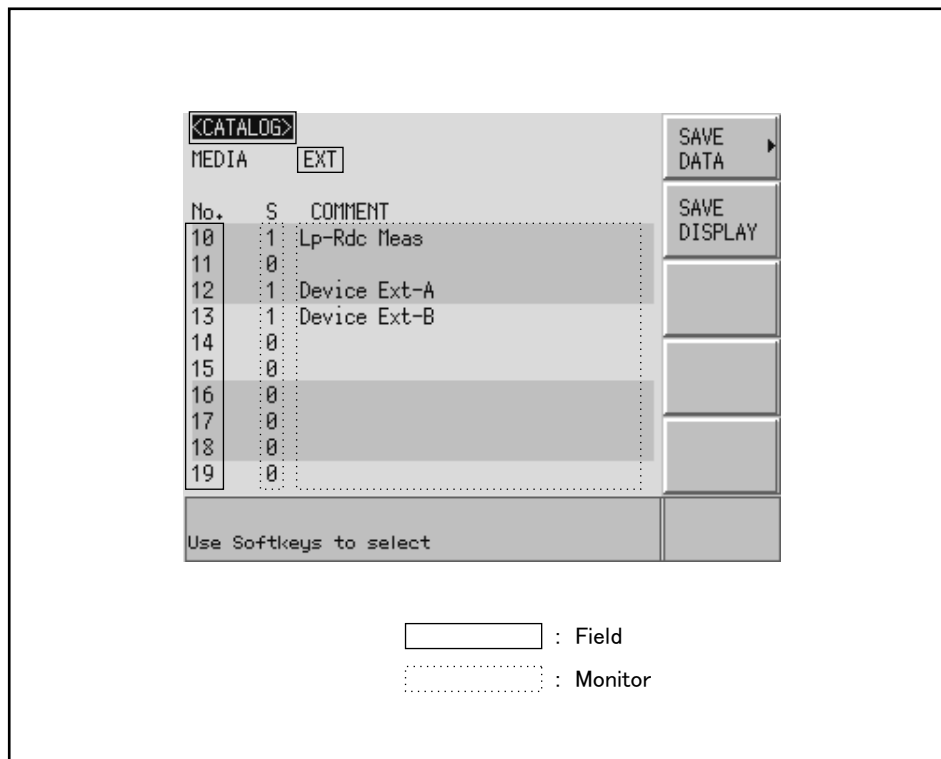 <CATALOG>
MEDIA EXT
No. S COMMENT
10 1 Lp-Rdc Meas
11 0
12 1 Device Ext-A
13 1 Device Ext-B
14 0
15 0
16 0
17 0
18 0
19 0
SAVE
DATA
SAVE
DISPLAY
Use Softkeys to select
: Field
: Monitor